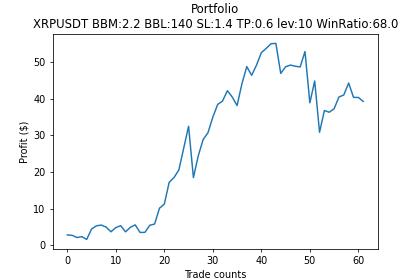 Portfolio
XRPUSDT BBM:2.2 BBL:140 SL:1.4 TP:0.6 lev:10 WinRatio:68.0
50
40
30
20
10
0
Profit ($)
0 10 20 30 40 50 60
Trade counts